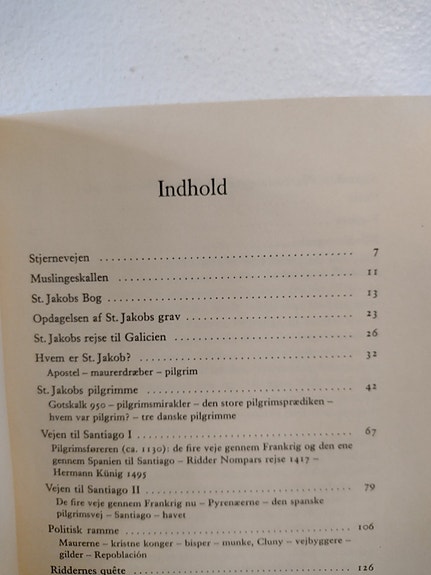 Indhold
Stjernevejen 7
Muslingeskallen 11
St. Jakobs Bog 13
Opdagelsen af St. Jakobs grav 23
St. Jakobs rejse til Galicien 26
Hvem er St. Jakob? 32
Apostel – maurerdræber – pilgrim
St. Jakobs pilgrimme 42
Gotskalk 950 – pilgrimsmirakler – den store pilgrimsprædiken –
hvem var pilgrim? – tre danske pilgrimme
Vejen til Santiago I 67
Pilgrimsføreren (ca. 1130): de fire veje gennem Frankrig og den ene
gennem Spanien til Santiago – Ridder Nompars rejse 1417 –
Hermann Künig 1495
Vejen til Santiago II 79
De fire veje gennem Frankrig nu – Pyrenæerne – den spanske
pilgrimsvej – Santiago – havet
Politisk ramme 106
Maurerne – kristne konger – bisper – munke, Cluny – vejbyggere –
gilder – Repoblación
Riddernes quête 126